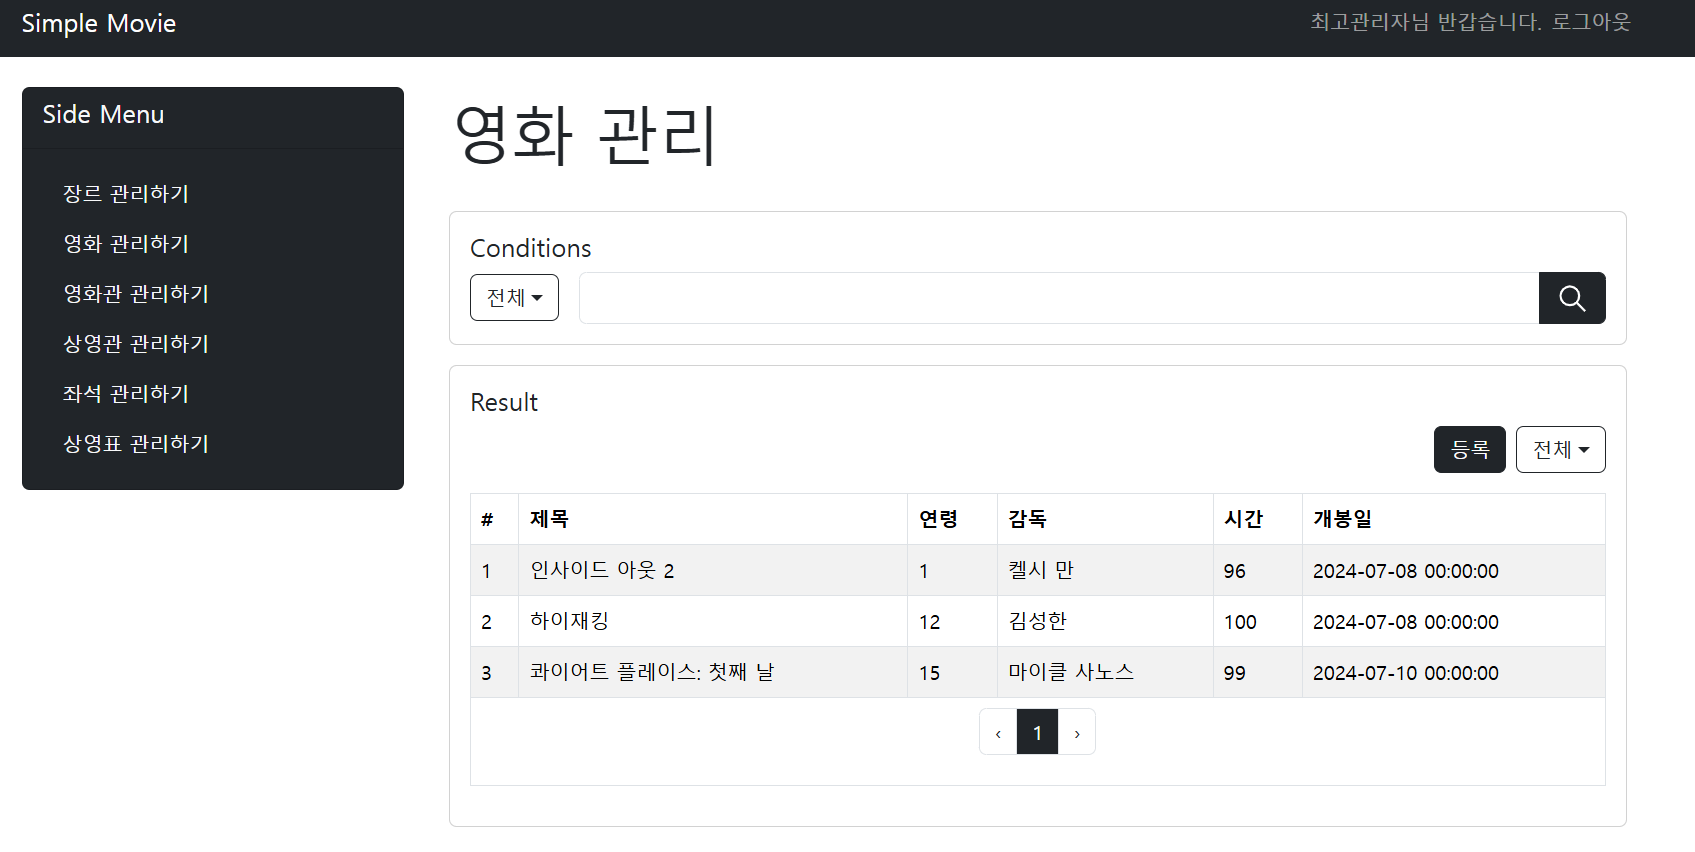 Simple Movie
최고관리자님 반갑습니다. 로그아웃
Side Menu
장르 관리하기
영화 관리하기
영화관 관리하기
상영관 관리하기
좌석 관리하기
상영표 관리하기
영화 관리
Conditions
전체
Result
등록 전체
# 제목 연령 감독 시간 개봉일
1 인사이드 아웃 2 1 켈시 만 96 2024-07-08 00:00:00
2 하이재킹 12 김성한 100 2024-07-08 00:00:00
3 콰이어트 플레이스: 첫째 날 15 마이클 사노스 99 2024-07-10 00:00:00
‹ 1 ›